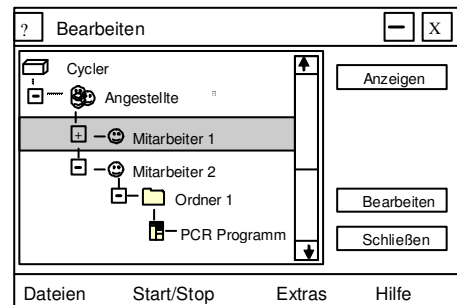 ? Bearbeiten X
Cycler
Anzeigen
Angestellte
Mitarbeiter 1
Mitarbeiter 2
Ordner 1
Bearbeiten
PCR Programm
Schließen
Dateien Start/Stop Extras Hilfe